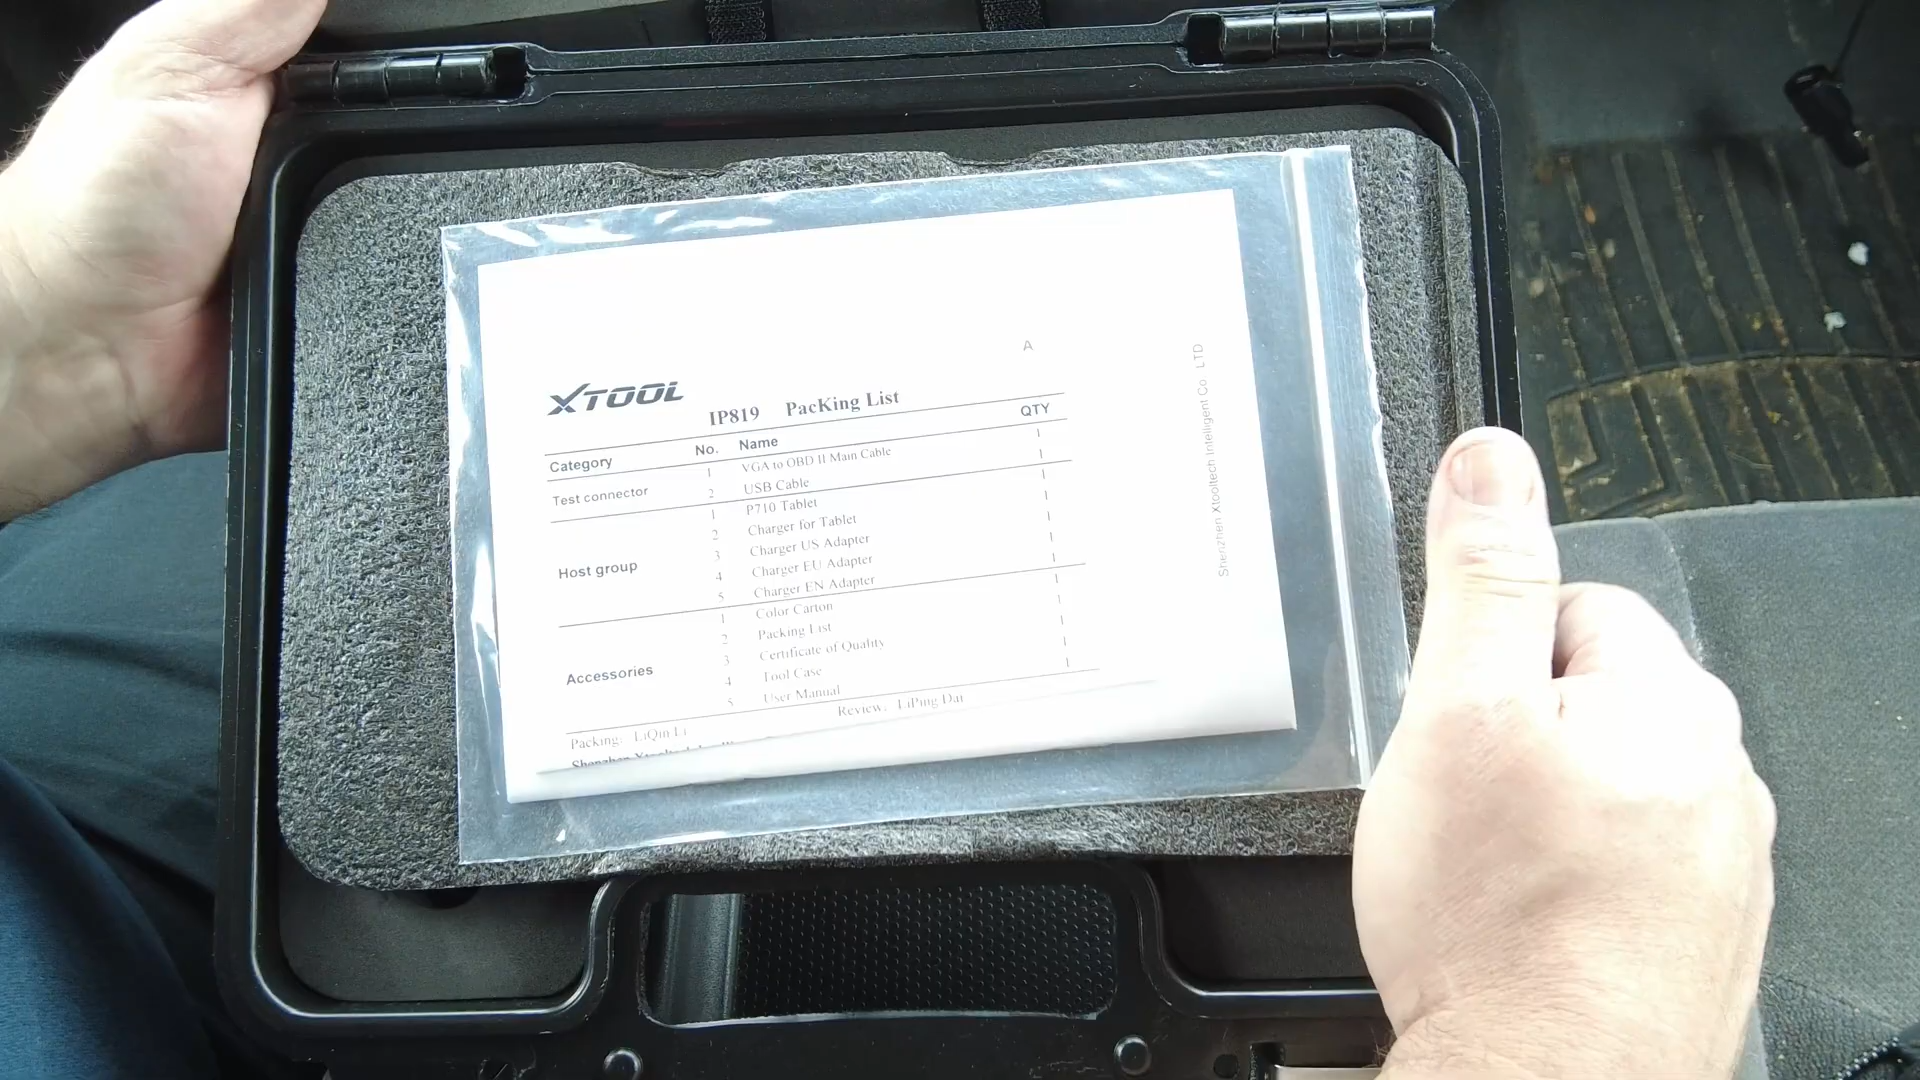 A
XTOOL
IP819 PacKing List
Category No. Name QTY
Test connector 1 VGA to OBD II Main Cable 1
2 USB Cable 1
Host group 1 P710 Tablet 1
2 Charger for Tablet 1
3 Charger US Adapter 1
4 Charger EU Adapter 1
5 Charger EN Adapter 1
Accessories 1 Color Carton 1
2 Packing List 1
3 Certificate of Quality 1
4 Tool Case 1
5 User Manual 1
Packing: LiQin Li Review: LiPing Dai
Shenzhen
Shenzhen Xtooltech Intelligent Co LTD